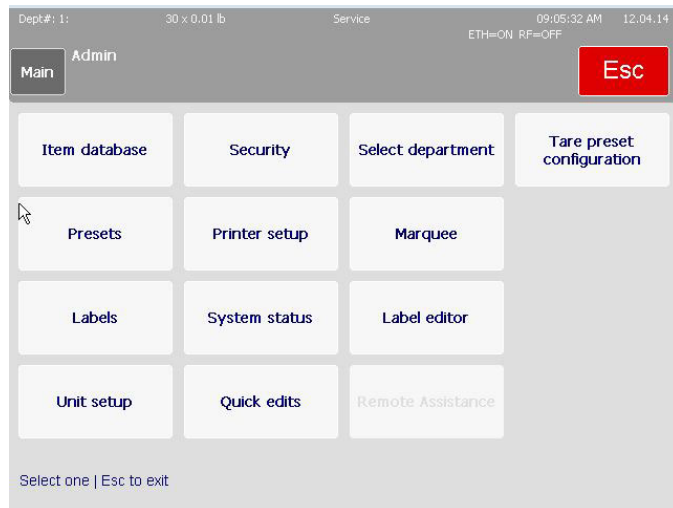 Dept#: 1: 30 x 0.01 lb Service 09:05:32 AM 12.04.14
ETH=ON RF=OFF
Main Admin Esc
Item database Security Select department Tare preset
configuration
Presets Printer setup Marquee
Labels System status Label editor
Unit setup Quick edits Remote Assistance
Select one | Esc to exit